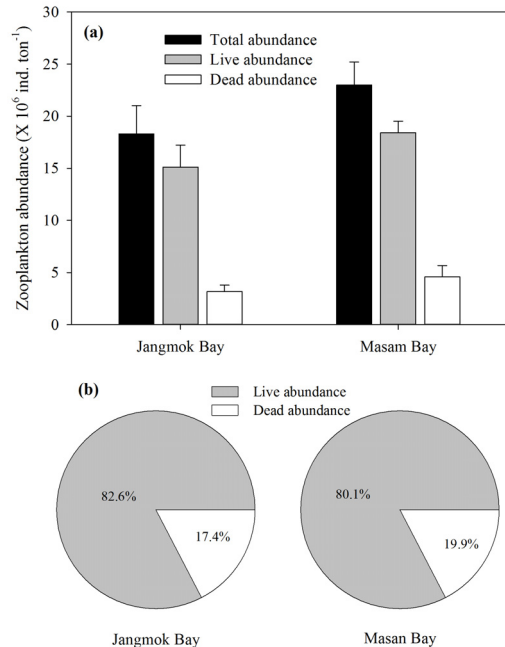 30
(a)
Total abundance
Live abundance
Dead abundance
25
20
15
10
5
0
Zooplankton abundance (X 10⁶ ind. ton⁻¹)
Jangmok Bay
Masam Bay
(b)
Live abundance
Dead abundance
82.6%
17.4%
80.1%
19.9%
Jangmok Bay
Masan Bay